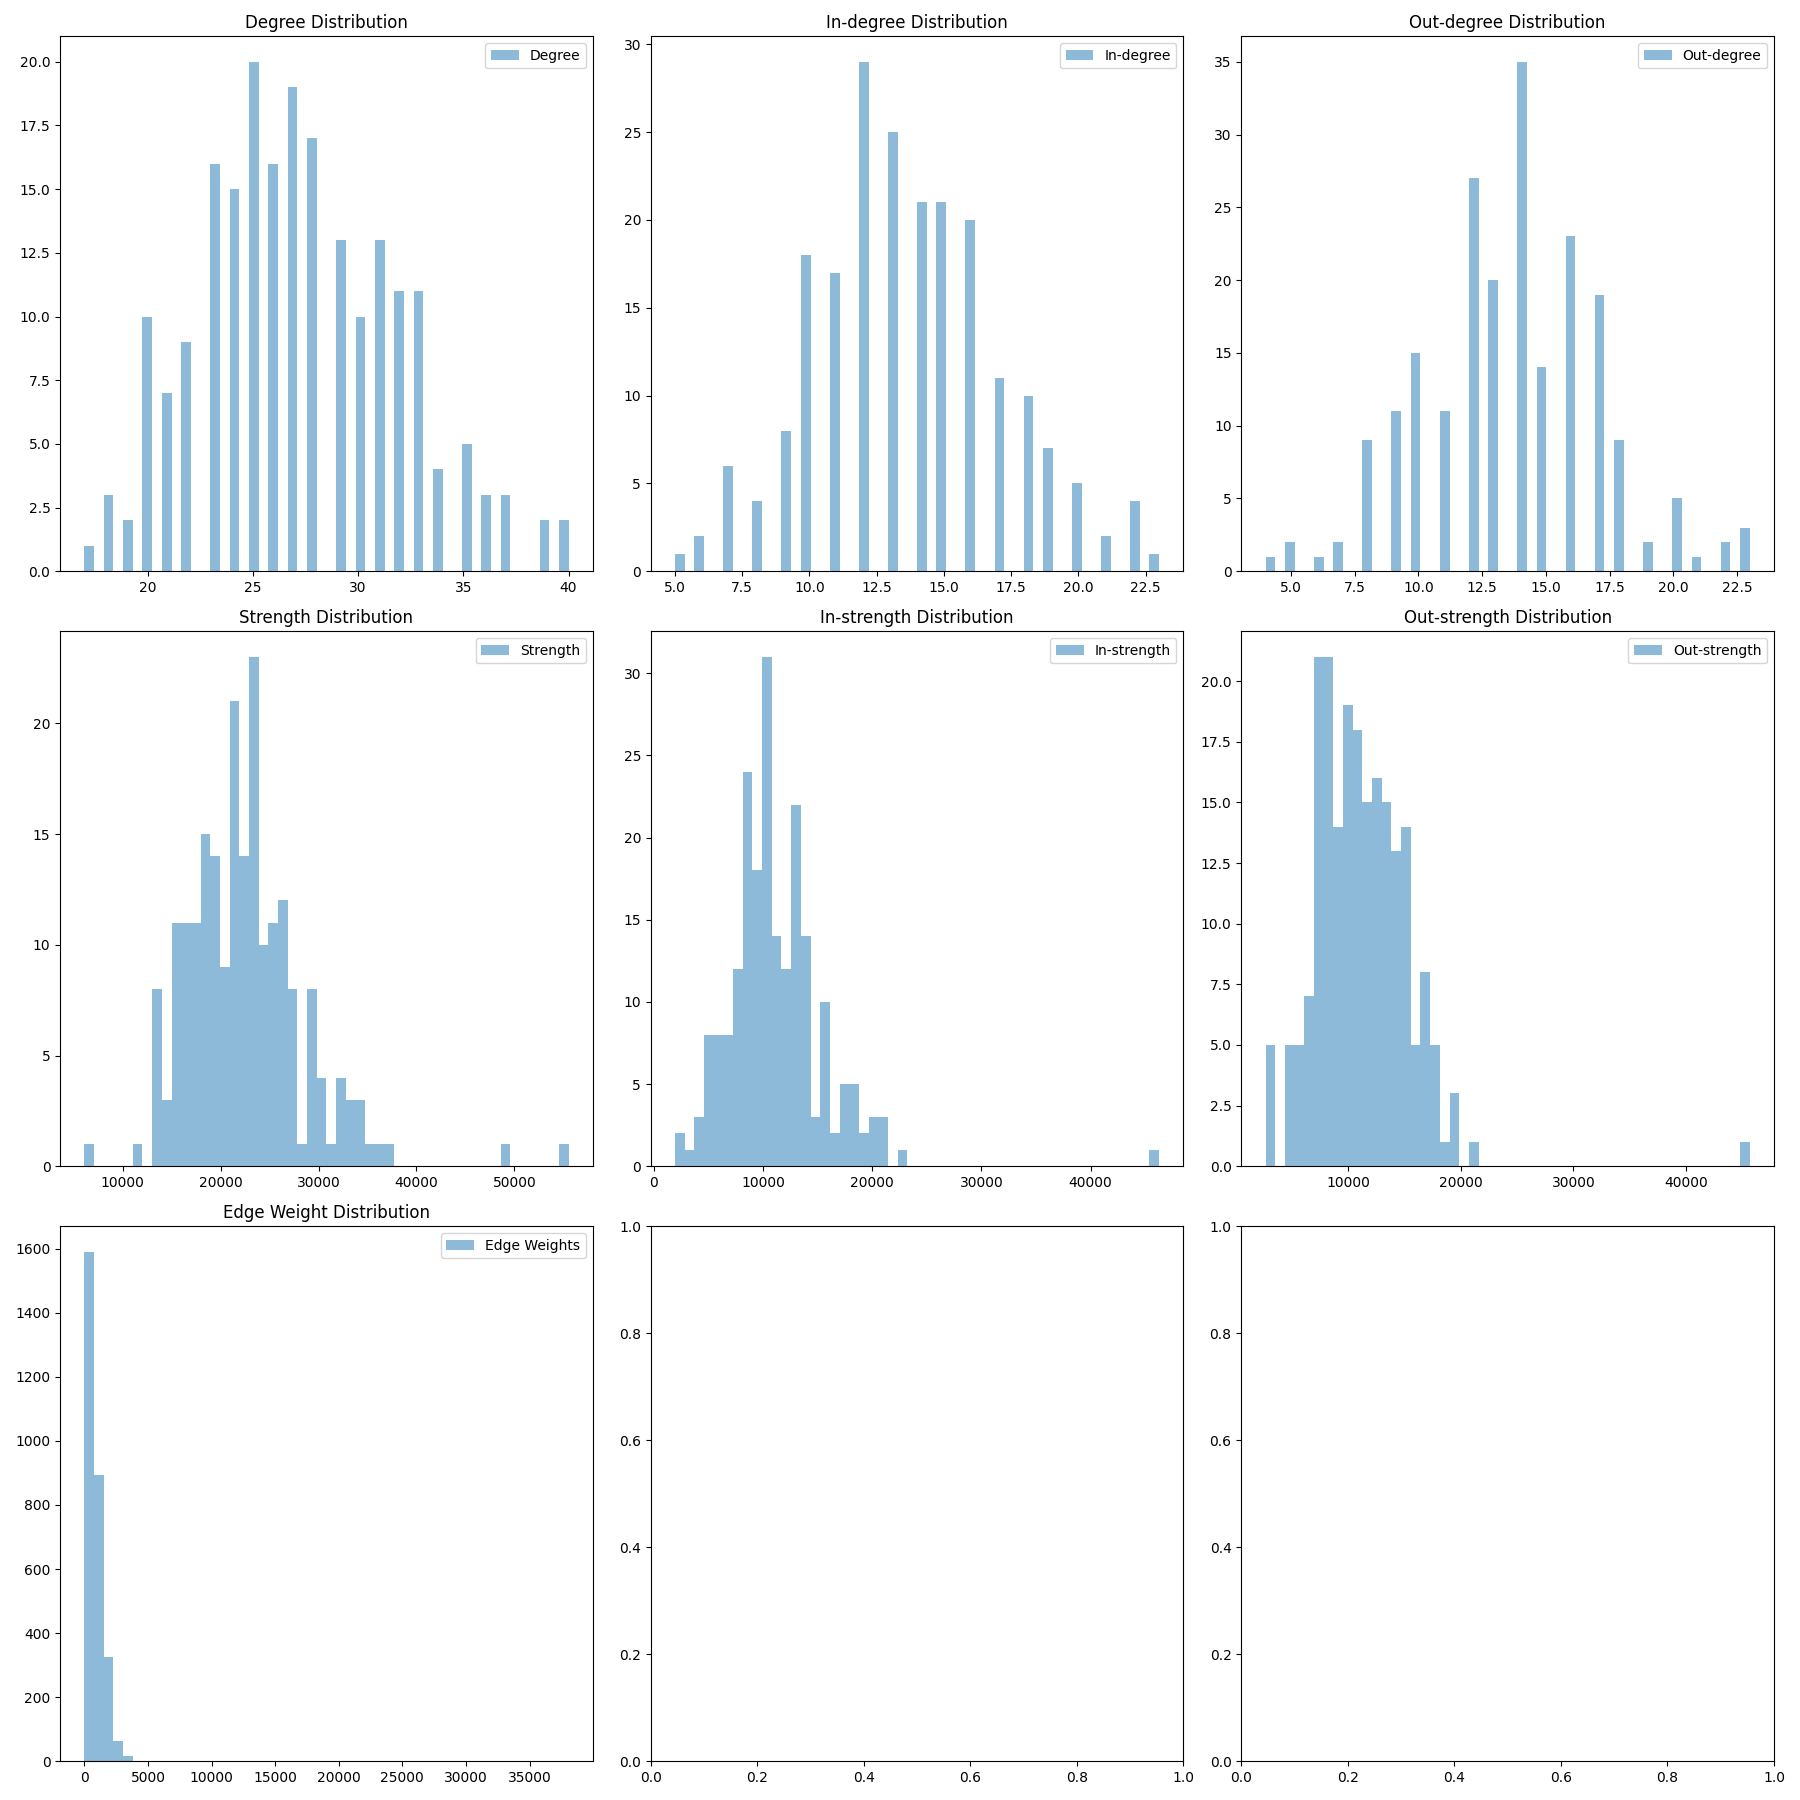 Degree Distribution
Degree
20.0
17.5
15.0
12.5
10.0
7.5
5.0
2.5
0.0
20 25 30 35 40
In-degree Distribution
In-degree
30
25
20
15
10
5
0
5.0 7.5 10.0 12.5 15.0 17.5 20.0 22.5
Out-degree Distribution
Out-degree
35
30
25
20
15
10
5
0
5.0 7.5 10.0 12.5 15.0 17.5 20.0 22.5
Strength Distribution
Strength
20
15
10
5
0
10000 20000 30000 40000 50000
In-strength Distribution
In-strength
30
25
20
15
10
5
0
0 10000 20000 30000 40000
Out-strength Distribution
Out-strength
20.0
17.5
15.0
12.5
10.0
7.5
5.0
2.5
0.0
10000 20000 30000 40000
Edge Weight Distribution
Edge Weights
1600
1400
1200
1000
800
600
400
200
0
0 5000 10000 15000 20000 25000 30000 35000
1.0
0.8
0.6
0.4
0.2
0.0
0.0 0.2 0.4 0.6 0.8 1.0
1.0
0.8
0.6
0.4
0.2
0.0
0.0 0.2 0.4 0.6 0.8 1.0